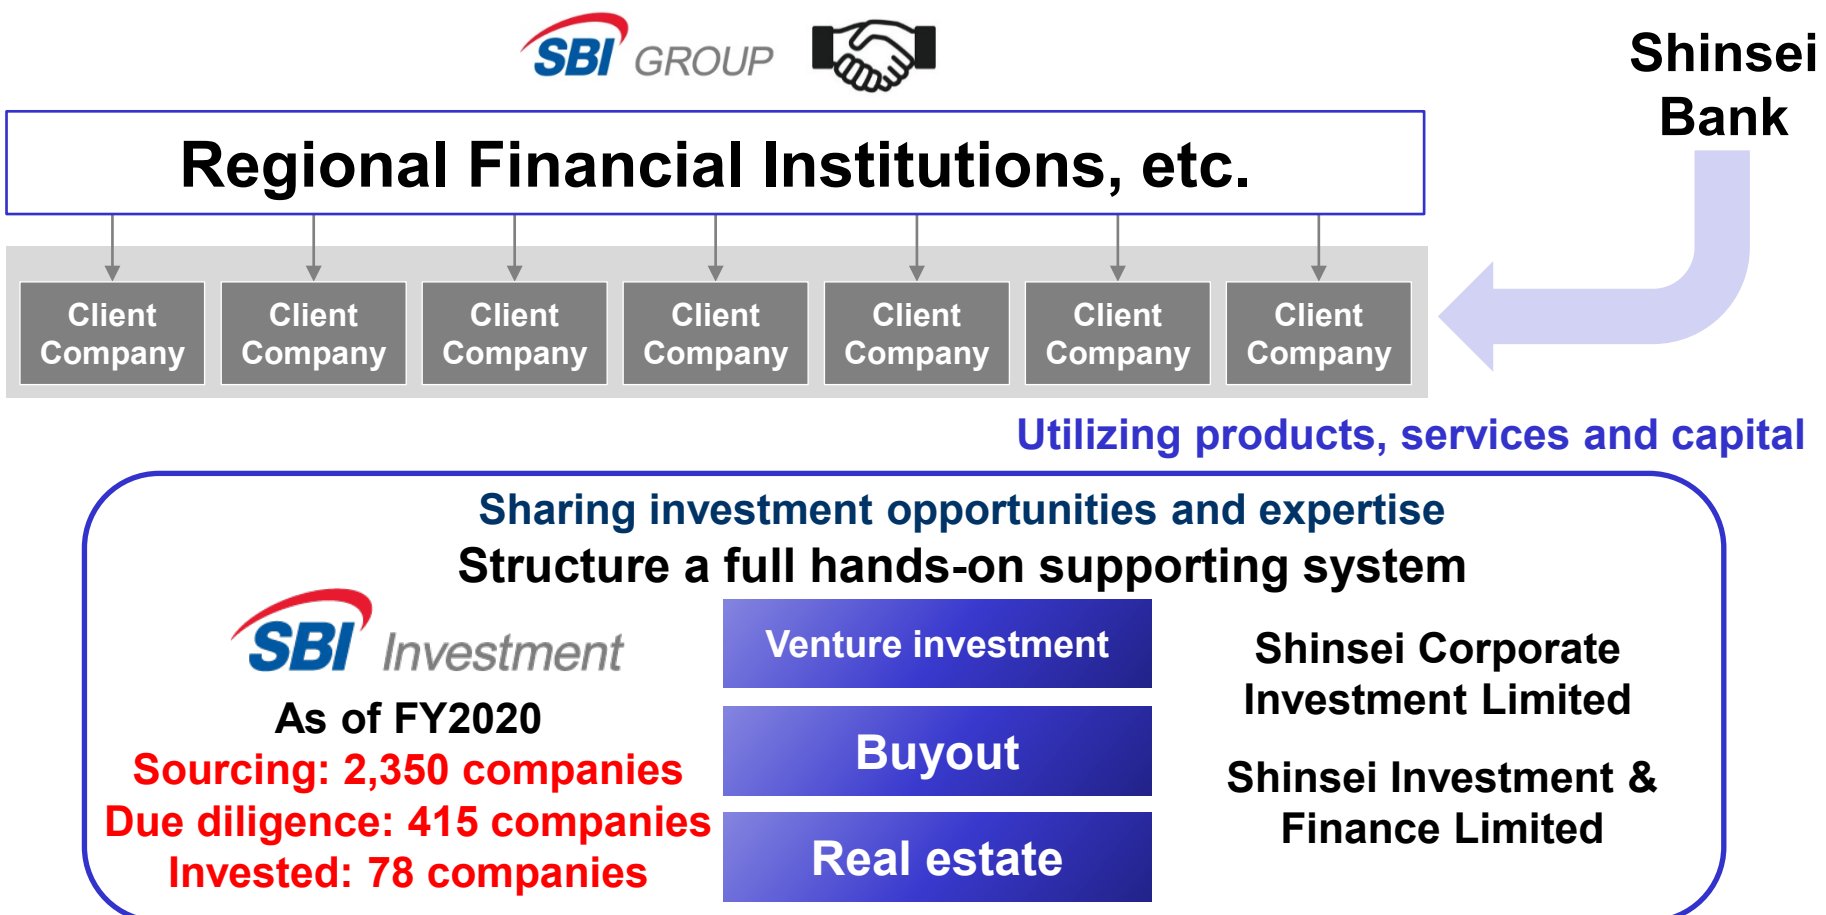 SBI GROUP
Shinsei
Bank
Regional Financial Institutions, etc.
Client
Company
Client
Company
Client
Company
Client
Company
Client
Company
Client
Company
Client
Company
Utilizing products, services and capital
Sharing investment opportunities and expertise
Structure a full hands-on supporting system
SBI Investment
As of FY2020
Sourcing: 2,350 companies
Due diligence: 415 companies
Invested: 78 companies
Venture investment
Buyout
Real estate
Shinsei Corporate
Investment Limited
Shinsei Investment &
Finance Limited